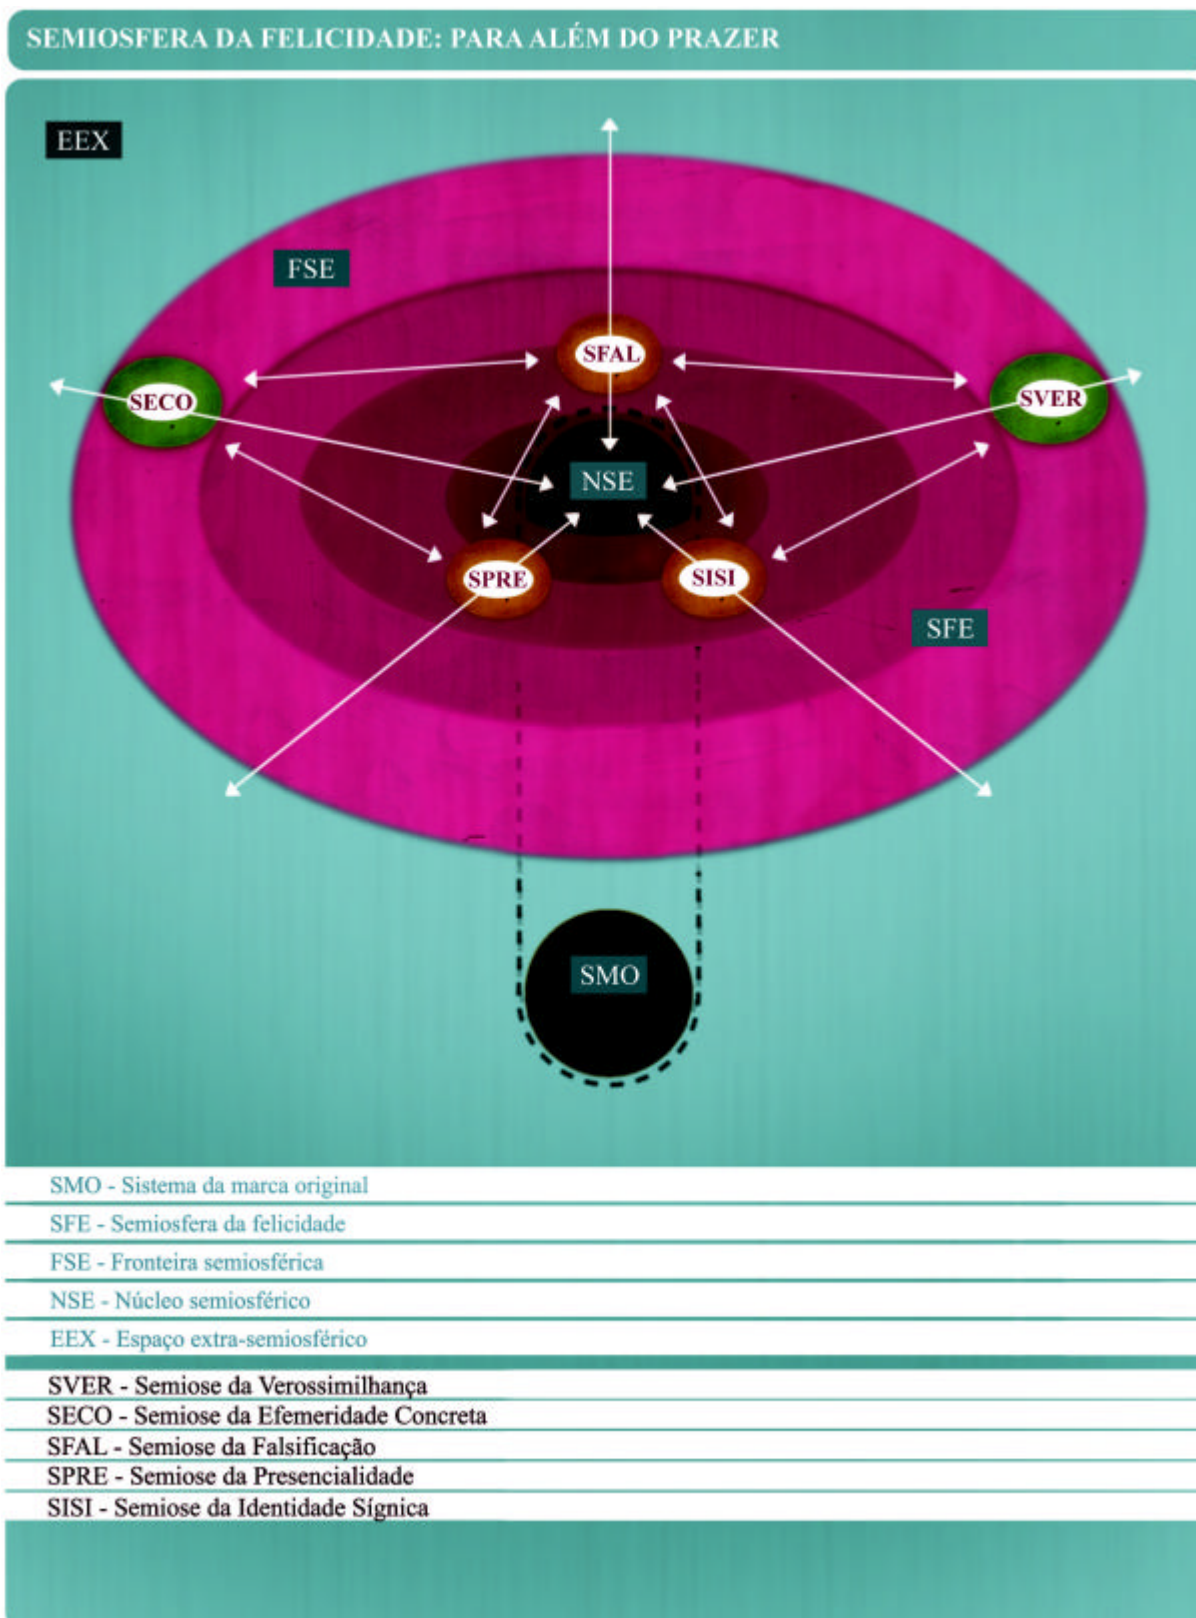 SEMIOSFERA DA FELICIDADE: PARA ALÉM DO PRAZER
EEX
FSE
SFAL
SECO
SVER
NSE
SPRE
SISI
SFE
SMO
SMO - Sistema da marca original
SFE - Semiosfera da felicidade
FSE - Fronteira semiosférica
NSE - Núcleo semiosférico
EEX - Espaço extra-semiosférico
SVER - Semiose da Verossimilhança
SECO - Semiose da Efemeridade Concreta
SFAL - Semiose da Falsificação
SPRE - Semiose da Presencialidade
SISI - Semiose da Identidade Sígnica